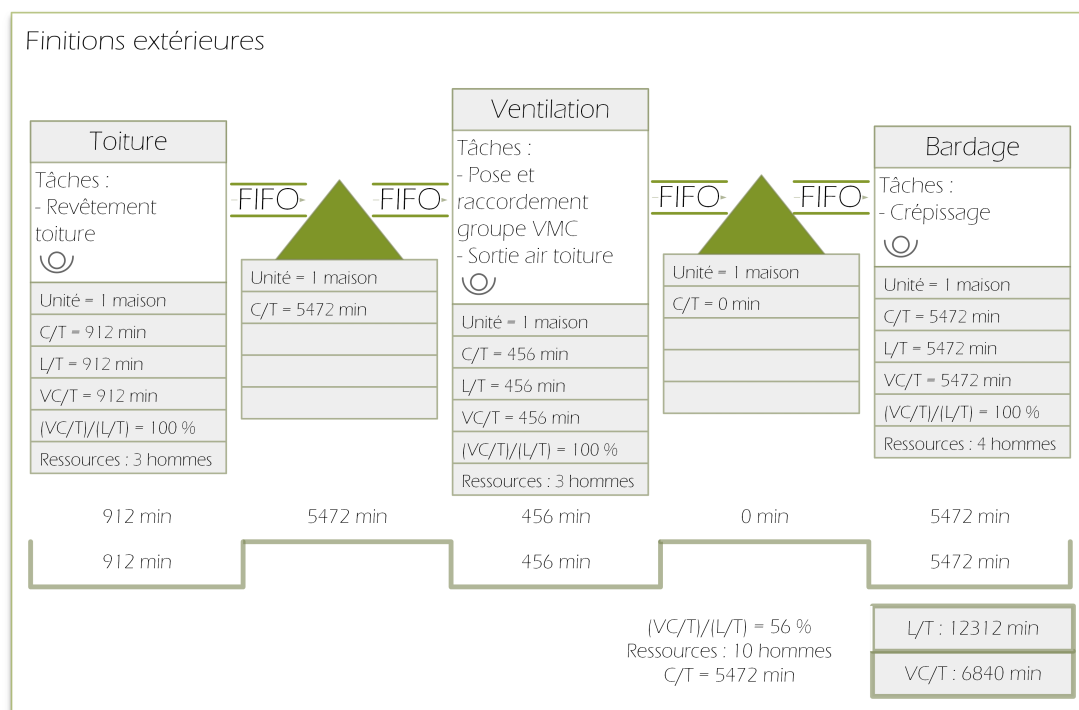 Finitions extérieures
Toiture
Tâches :
- Revêtement
toiture
Unité = 1 maison
C/T = 912 min
L/T = 912 min
VC/T = 912 min
(VC/T)/(L/T) = 100 %
Ressources : 3 hommes
FIFO
FIFO
Unité = 1 maison
C/T = 5472 min
Ventilation
Tâches :
- Pose et
raccordement
groupe VMC
- Sortie air toiture
Unité = 1 maison
C/T = 456 min
L/T = 456 min
VC/T = 456 min
(VC/T)/(L/T) = 100 %
Ressources : 3 hommes
FIFO
FIFO
Unité = 1 maison
C/T = 0 min
Bardage
Tâches :
- Crépissage
Unité = 1 maison
C/T = 5472 min
L/T = 5472 min
VC/T = 5472 min
(VC/T)/(L/T) = 100 %
Ressources : 4 hommes
912 min 5472 min 456 min 0 min 5472 min
912 min 456 min 5472 min
(VC/T)/(L/T) = 56 %
Ressources : 10 hommes
C/T = 5472 min
L/T : 12312 min
VC/T : 6840 min